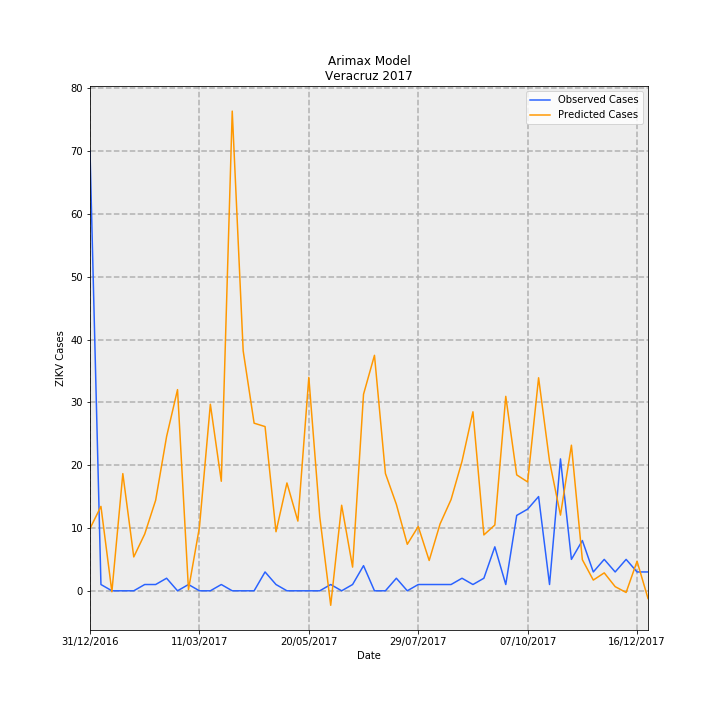 Arimax Model
Veracruz 2017
Observed Cases
Predicted Cases
80
70
60
50
40
30
20
10
0
ZIKV Cases
31/12/2016
11/03/2017
20/05/2017
29/07/2017
07/10/2017
16/12/2017
Date